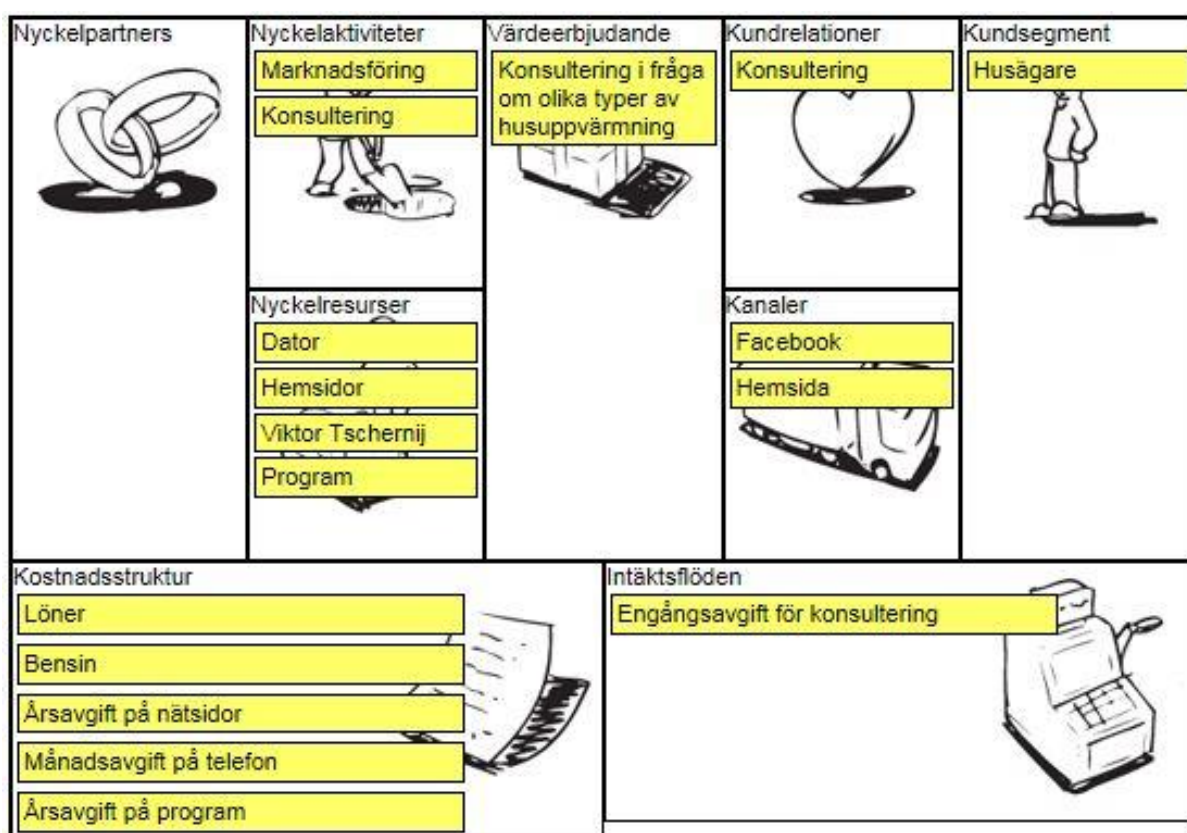 Nyckelpartners
Nyckelaktiviteter
Marknadsföring
Konsultering
Värdeerbjudande
Konsultering i fråga
om olika typer av
husuppvärmning
Kundrelationer
Konsultering
Kundsegment
Husägare
Nyckelresurser
Dator
Hemsidor
Viktor Tschernij
Program
Kanaler
Facebook
Hemsida
Kostnadsstruktur
Löner
Bensin
Årsavgift på nätsidor
Månadsavgift på telefon
Årsavgift på program
Intäktsflöden
Engångsavgift för konsultering